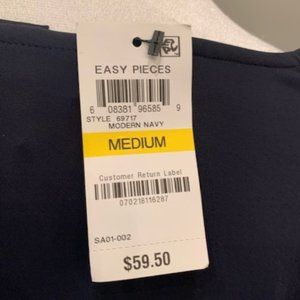 EASY PIECES
6 08381 96585 9
STYLE 69717
MODERN NAVY
MEDIUM
Customer Return Label
070218116287
SA01-002
$59.50